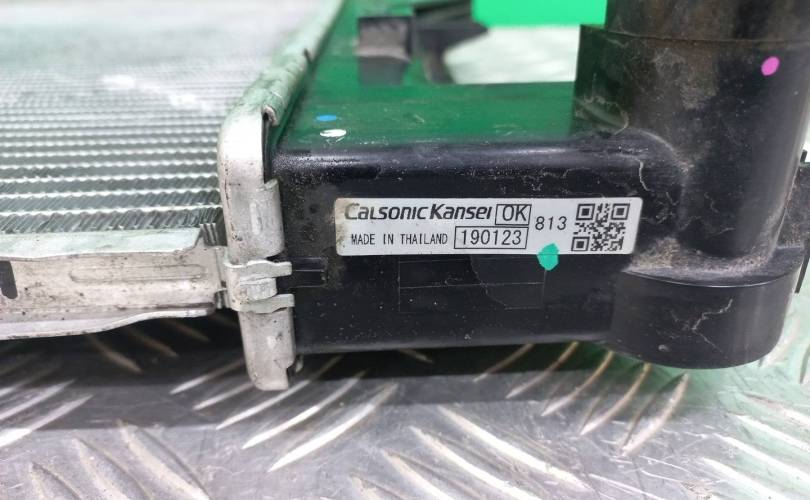 CalsonicKansei OK 813
MADE IN THAILAND 190123